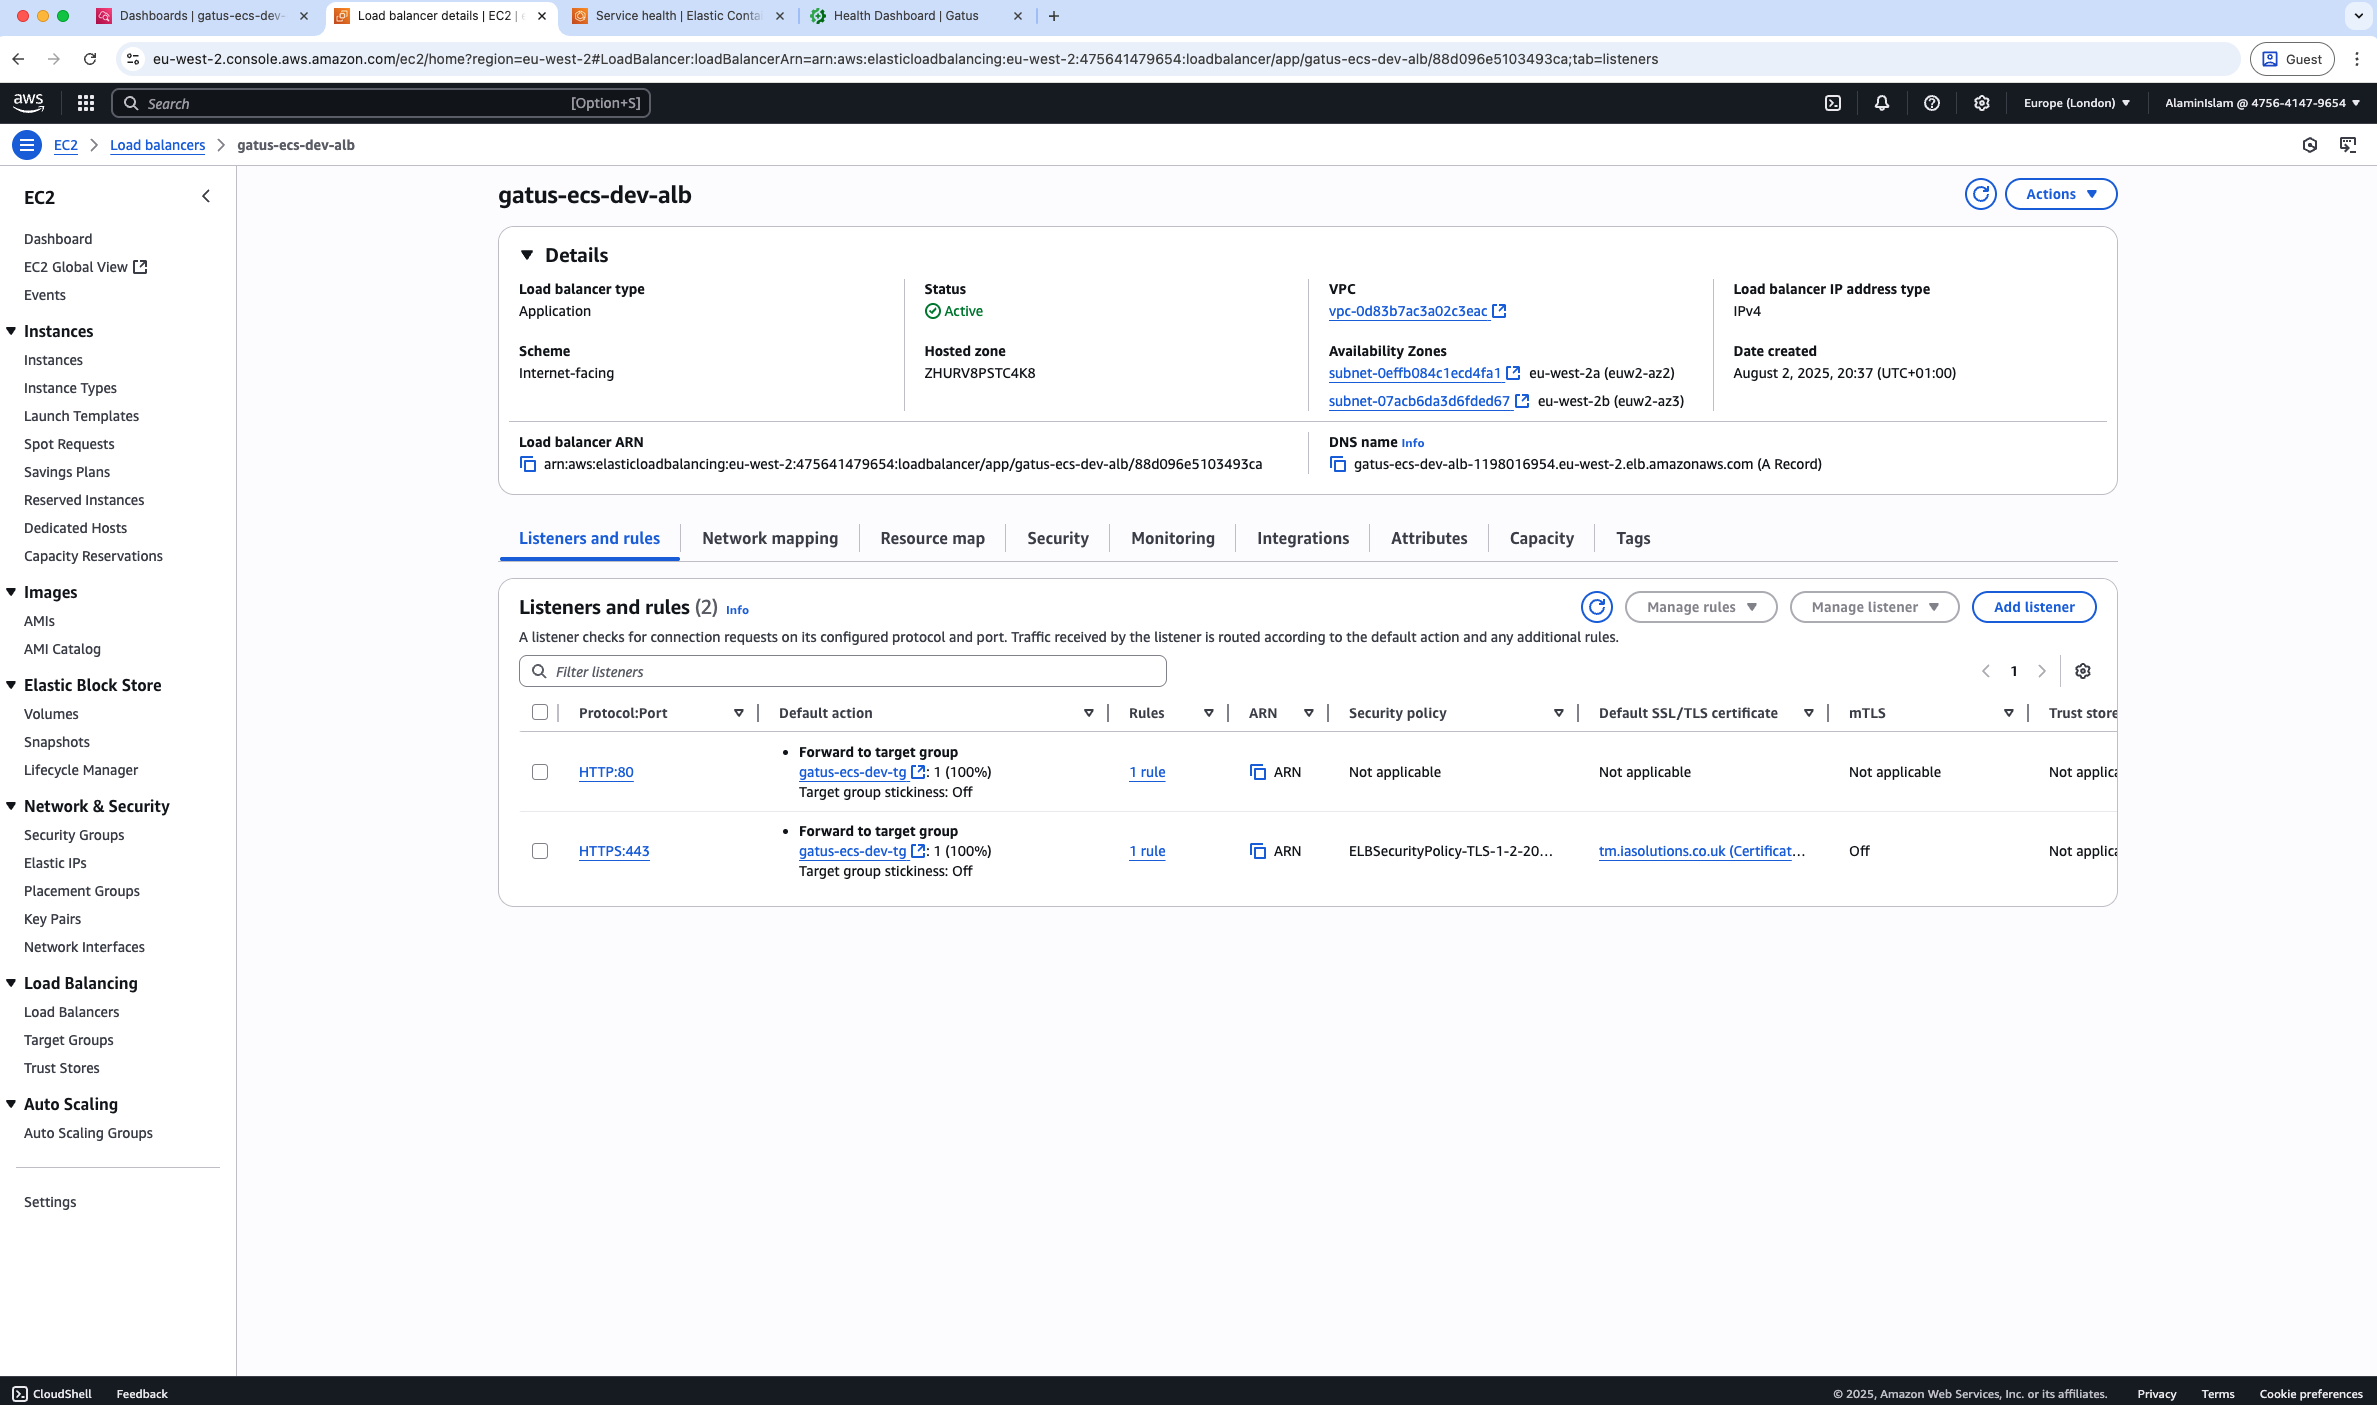 Dashboards | gatus-ecs-dev-
Load balancer details | EC2 |
Service health | Elastic Conta
Health Dashboard | Gatus
eu-west-2.console.aws.amazon.com/ec2/home?region=eu-west-2#LoadBalancer:loadBalancerArn=arn:aws:elasticloadbalancing:eu-west-2:475641479654:loadbalancer/app/gatus-ecs-dev-alb/88d096e5103493ca;tab=listeners
Guest
aws
Search
[Option+S]
Europe (London)
AlaminIslam @ 4756-4147-9654
EC2
Load balancers
gatus-ecs-dev-alb
EC2
Dashboard
EC2 Global View
Events
Instances
Instances
Instance Types
Launch Templates
Spot Requests
Savings Plans
Reserved Instances
Dedicated Hosts
Capacity Reservations
Images
AMIs
AMI Catalog
Elastic Block Store
Volumes
Snapshots
Lifecycle Manager
Network & Security
Security Groups
Elastic IPs
Placement Groups
Key Pairs
Network Interfaces
Load Balancing
Load Balancers
Target Groups
Trust Stores
Auto Scaling
Auto Scaling Groups
Settings
gatus-ecs-dev-alb
Actions
Details
Load balancer type
Application
Status
Active
VPC
vpc-0d83b7ac3a02c3eac
Load balancer IP address type
IPv4
Scheme
Internet-facing
Hosted zone
ZHURV8PSTC4K8
Availability Zones
subnet-0effb084c1ecd4fa1 eu-west-2a (euw2-az2)
subnet-07acb6da3d6fded67 eu-west-2b (euw2-az3)
Date created
August 2, 2025, 20:37 (UTC+01:00)
Load balancer ARN
arn:aws:elasticloadbalancing:eu-west-2:475641479654:loadbalancer/app/gatus-ecs-dev-alb/88d096e5103493ca
DNS name Info
gatus-ecs-dev-alb-1198016954.eu-west-2.elb.amazonaws.com (A Record)
Listeners and rules
Network mapping
Resource map
Security
Monitoring
Integrations
Attributes
Capacity
Tags
Listeners and rules (2) Info
Manage rules
Manage listener
Add listener
A listener checks for connection requests on its configured protocol and port. Traffic received by the listener is routed according to the default action and any additional rules.
Filter listeners
1
Protocol:Port
Default action
Rules
ARN
Security policy
Default SSL/TLS certificate
mTLS
Trust store
HTTP:80
• Forward to target group
gatus-ecs-dev-tg : 1 (100%)
Target group stickiness: Off
1 rule
ARN
Not applicable
Not applicable
Not applicable
Not applica
HTTPS:443
• Forward to target group
gatus-ecs-dev-tg : 1 (100%)
Target group stickiness: Off
1 rule
ARN
ELBSecurityPolicy-TLS-1-2-20...
tm.iasolutions.co.uk (Certificat...
Off
Not applica
CloudShell
Feedback
© 2025, Amazon Web Services, Inc. or its affiliates.
Privacy
Terms
Cookie preferences